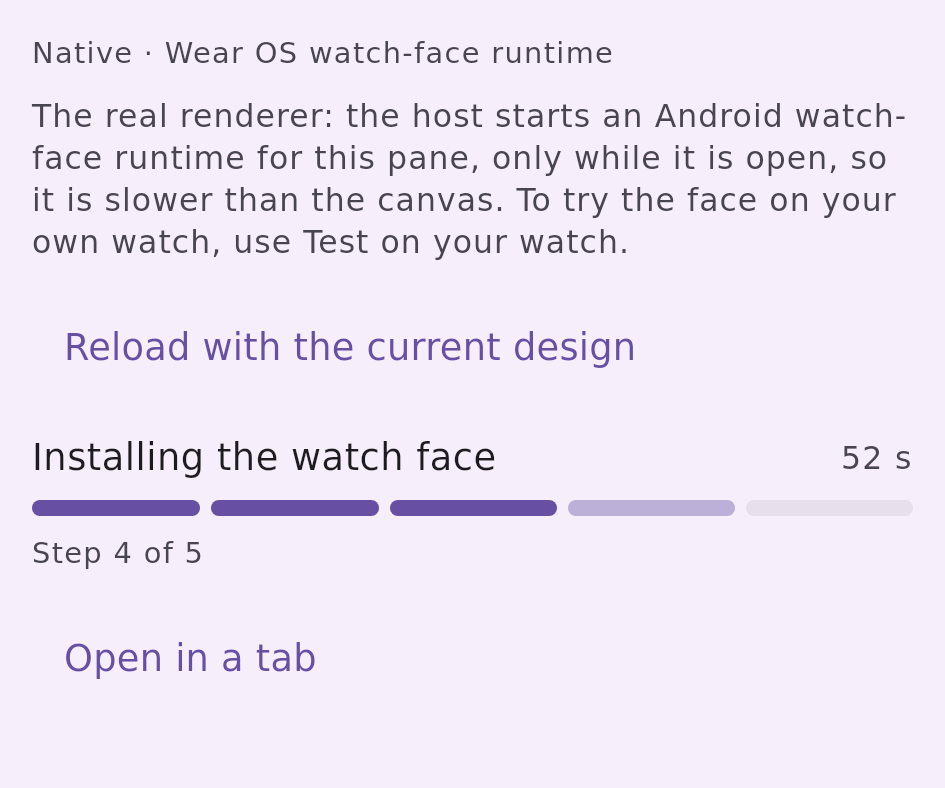 Native · Wear OS watch-face runtime
The real renderer: the host starts an Android watch-
face runtime for this pane, only while it is open, so
it is slower than the canvas. To try the face on your
own watch, use Test on your watch.
Reload with the current design
Installing the watch face 52 s
Step 4 of 5
Open in a tab